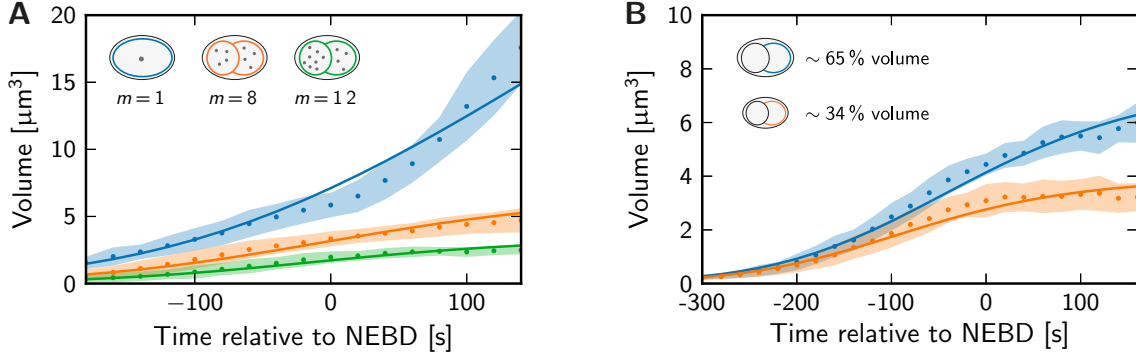 A
Volume [μm³]
20
15
10
5
0
m = 1
m = 8
m = 12
−100
0
100
Time relative to NEBD [s]
B
Volume [μm³]
10
8
6
4
2
0
~ 65 % volume
~ 34 % volume
-300
-200
-100
0
100
Time relative to NEBD [s]